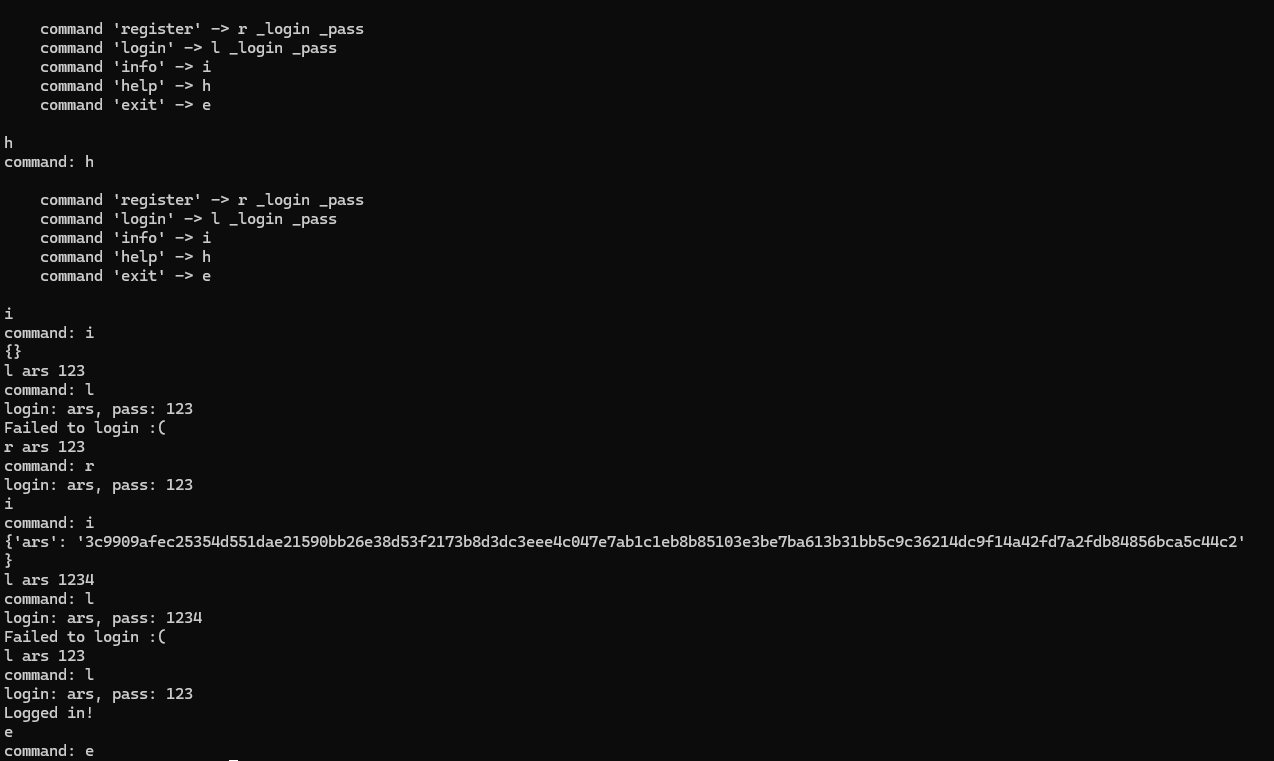 command 'register' -> r _login _pass
command 'login' -> l _login _pass
command 'info' -> i
command 'help' -> h
command 'exit' -> e
h
command: h
command 'register' -> r _login _pass
command 'login' -> l _login _pass
command 'info' -> i
command 'help' -> h
command 'exit' -> e
i
command: i
{}
l ars 123
command: l
login: ars, pass: 123
Failed to login :(
r ars 123
command: r
login: ars, pass: 123
i
command: i
{'ars': '3c9909afec25354d551dae21590bb26e38d53f2173b8d3dc3eee4c047e7ab1c1eb8b85103e3be7ba613b31bb5c9c36214dc9f14a42fd7a2fdb84856bca5c44c2'
}
l ars 1234
command: l
login: ars, pass: 1234
Failed to login :(
l ars 123
command: l
login: ars, pass: 123
Logged in!
e
command: e